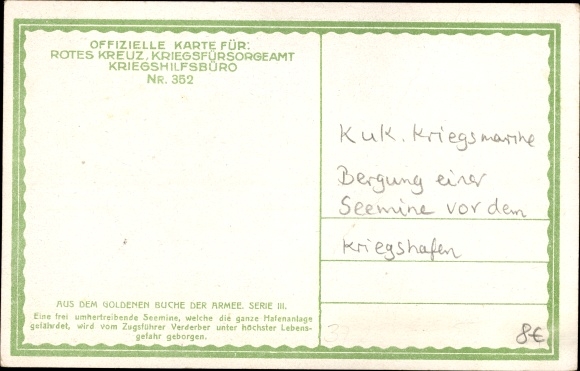 OFFIZIELLE KARTE FÜR:
ROTES KREUZ, KRIEGSFÜRSORGEAMT
KRIEGSHILFSBÜRO
NR. 352
KuK. Kriegsmarine
Bergung einer
Seemine vor dem
Kriegshafen
AUS DEM GOLDENEN BUCHE DER ARMEE. SERIE III.
Eine frei umhertreibende Seemine, welche die ganze Hafenanlage
gefährdet, wird vom Zugsführer Verderber unter höchster Lebens-
gefahr geborgen.
8€